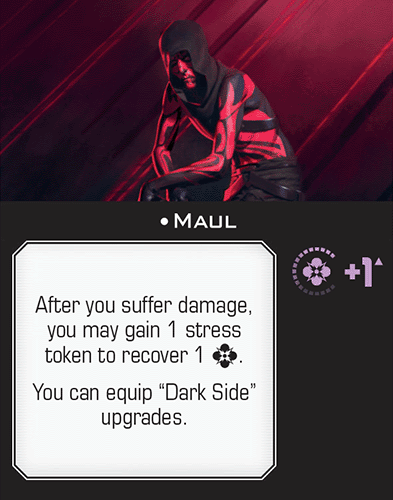 • Maul
+1
After you suffer damage,
you may gain 1 stress
token to recover 1 .
You can equip “Dark Side”
upgrades.